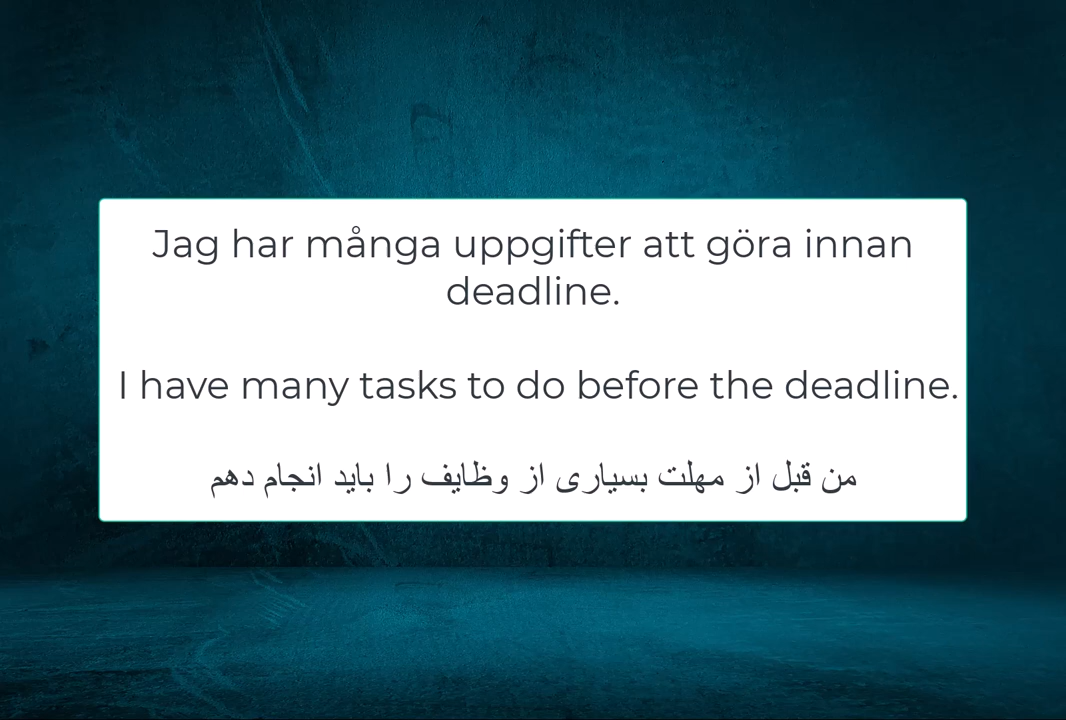 Jag har många uppgifter att göra innan
deadline.
I have many tasks to do before the deadline.
من قبل از مهلت بسیاری از وظایف را باید انجام دهم